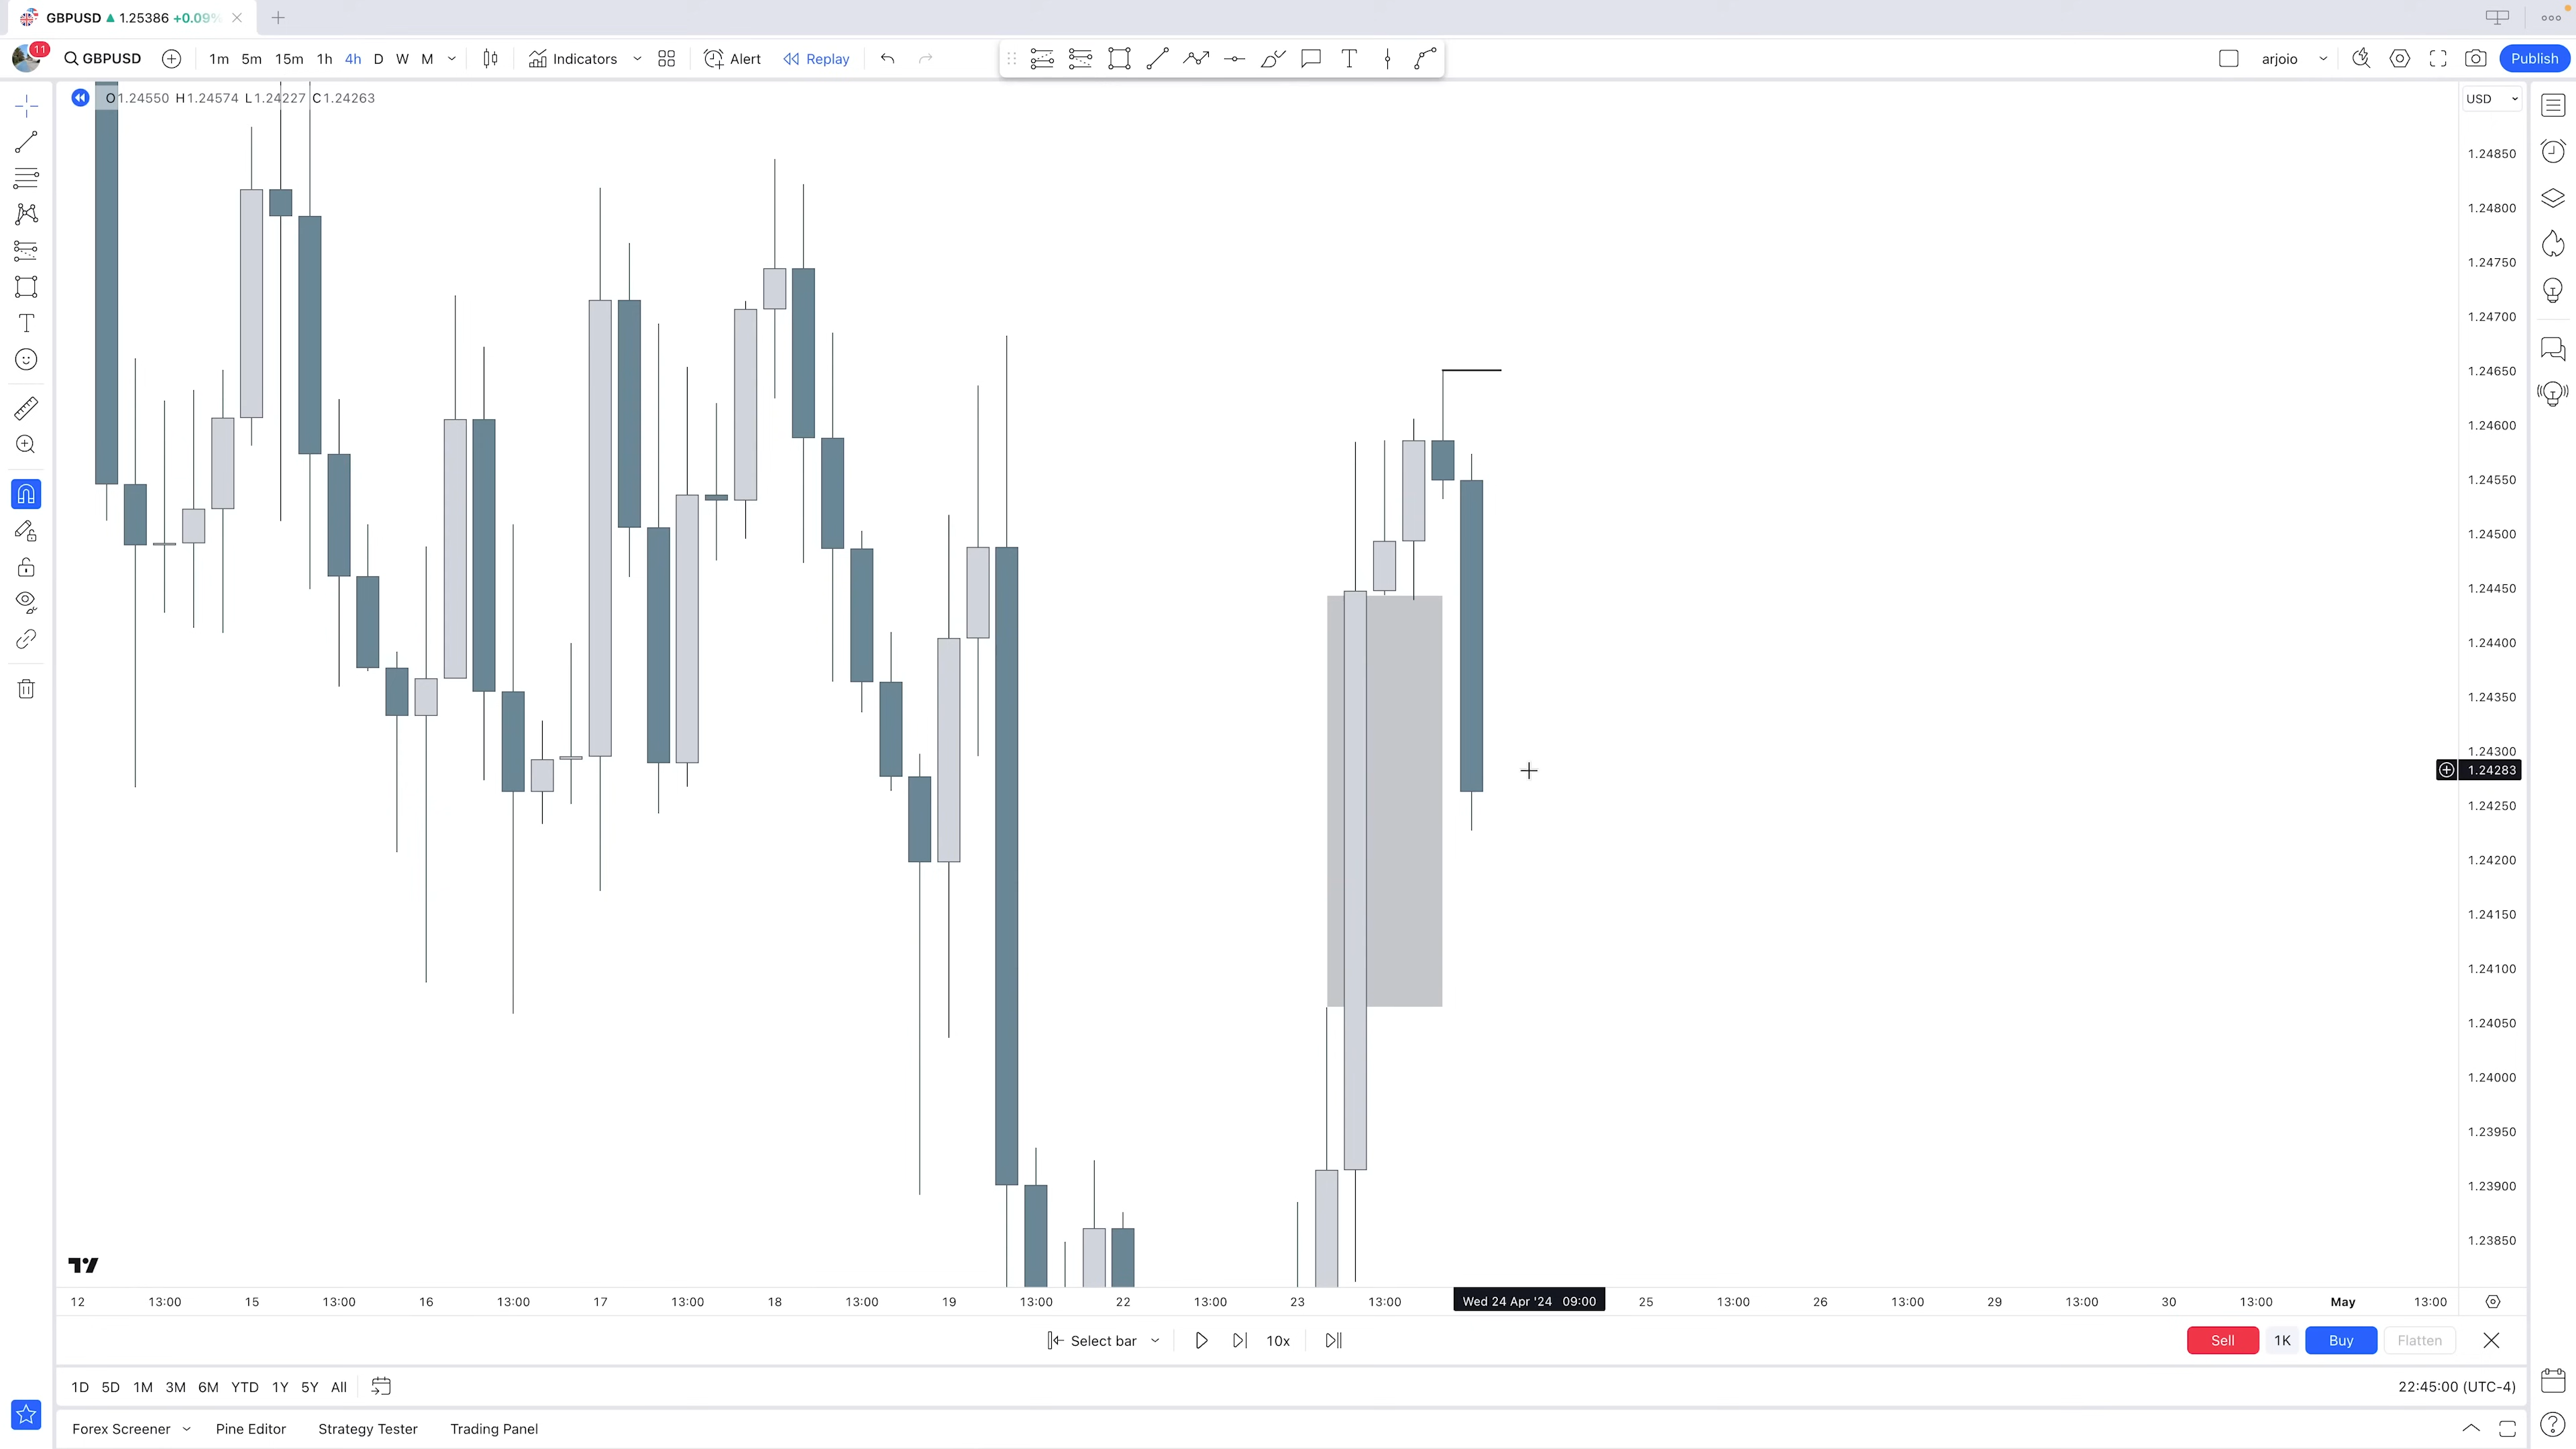 GBPUSD ▲ 1.25386 +0.09%
11 GBPUSD 1m 5m 15m 1h 4h D W M Indicators Alert Replay arjoio Publish
O1.24550 H1.24574 L1.24227 C1.24263
USD
1.24850
1.24800
1.24750
1.24700
1.24650
1.24600
1.24550
1.24500
1.24450
1.24400
1.24350
1.24300
1.24283
1.24250
1.24200
1.24150
1.24100
1.24050
1.24000
1.23950
1.23900
1.23850
12 13:00 15 13:00 16 13:00 17 13:00 18 13:00 19 13:00 22 13:00 23 13:00 Wed 24 Apr '24 09:00 25 13:00 26 13:00 29 13:00 30 13:00 May 13:00
Select bar 10x Sell 1K Buy Flatten
1D 5D 1M 3M 6M YTD 1Y 5Y All 22:45:00 (UTC-4)
Forex Screener Pine Editor Strategy Tester Trading Panel